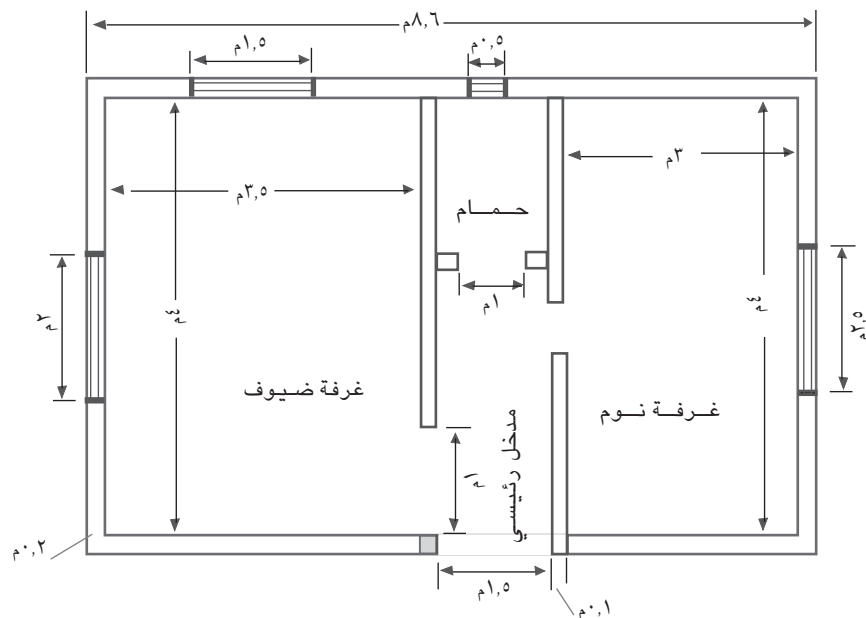 ٨,٦م
١,٥م
٠,٥م
٣م
٣,٥م
حمام
٤م
٤م
١م
٢م
٢,٥م
غرفة ضيوف
غرفة نوم
مدخل رئيسي
١م
٠,٢م
١,٥م
٠,١م